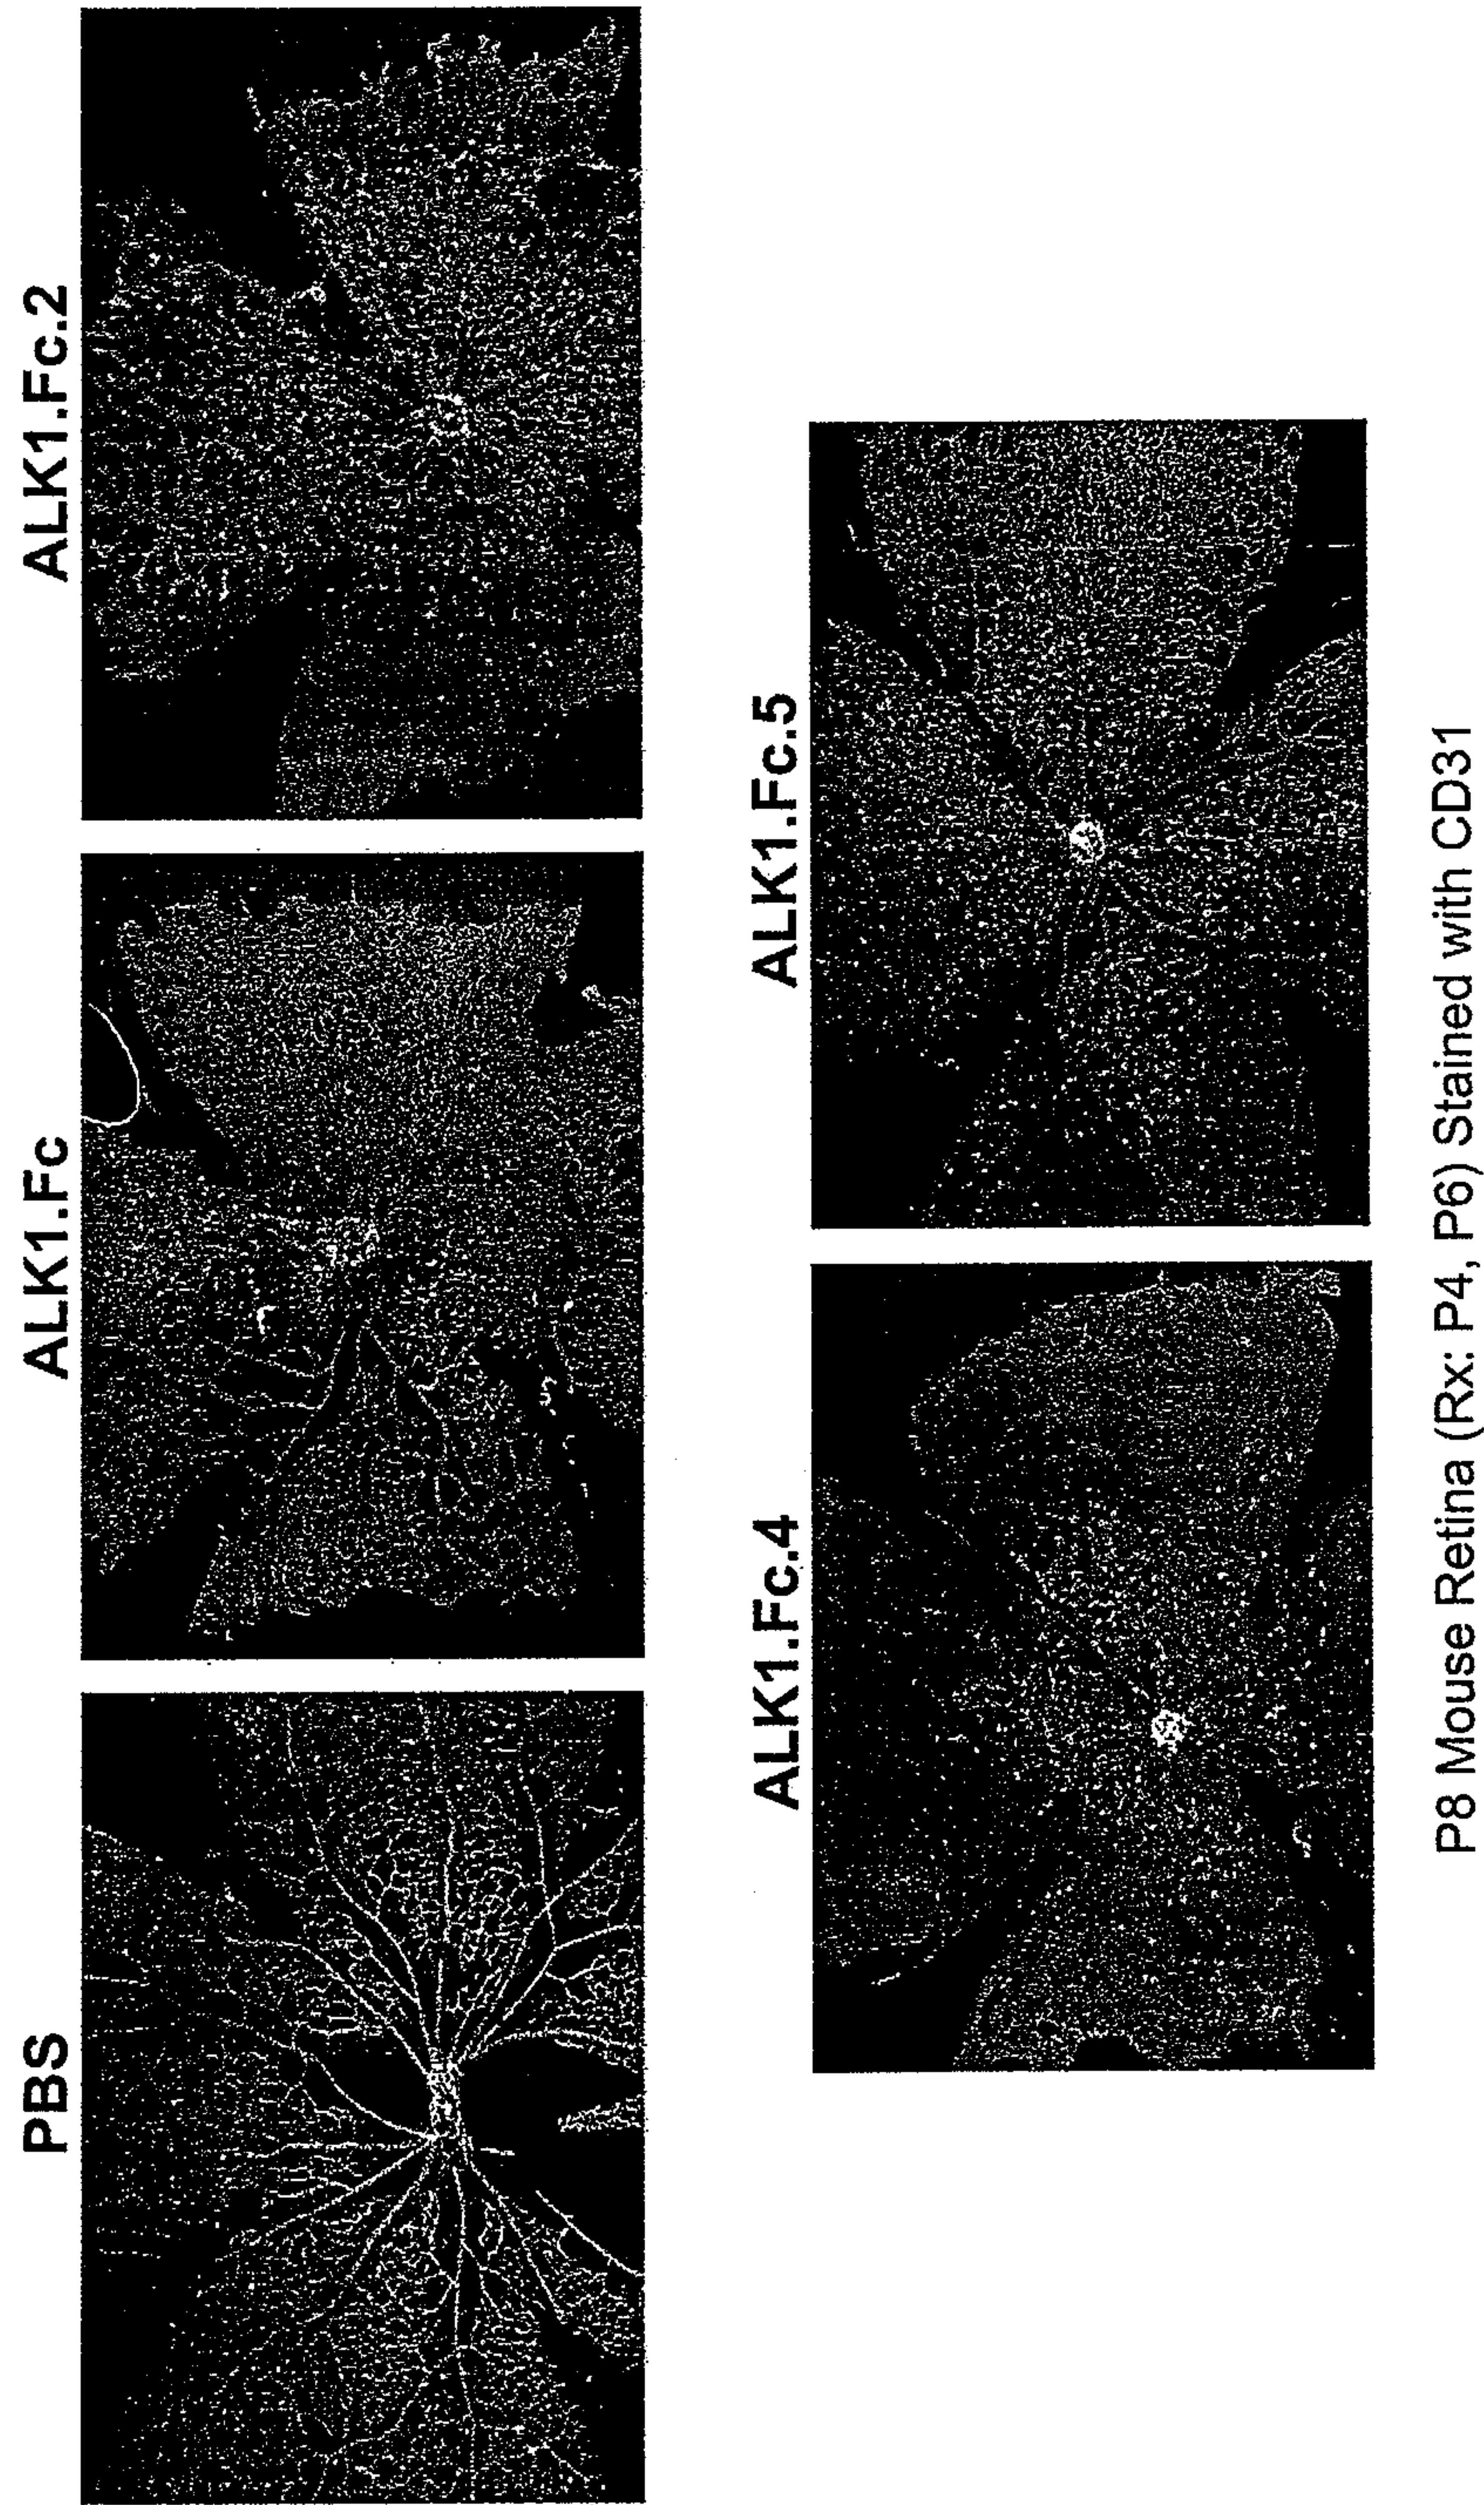 PBS
ALK1.Fc
ALK1.Fc.2
ALK1.Fc.4
ALK1.Fc.5
P8 Mouse Retina (Rx: P4, P6) Stained with CD31